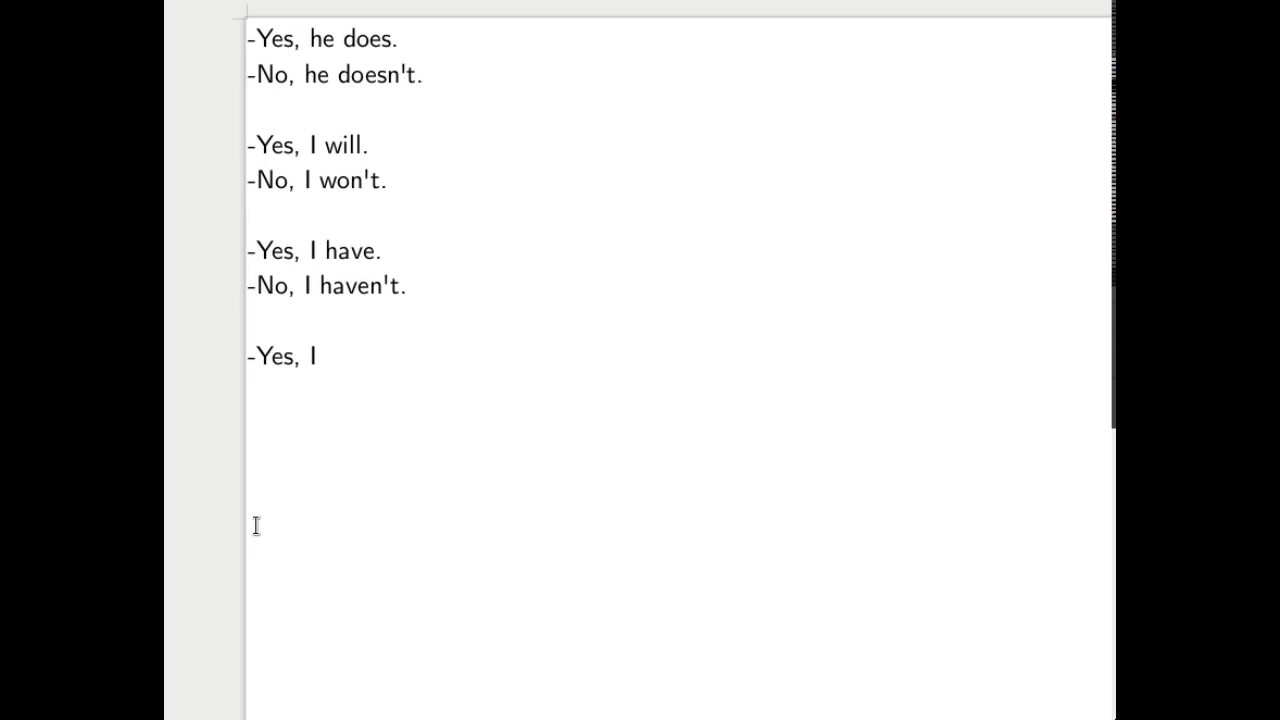 -Yes, he does.
-No, he doesn't.
-Yes, I will.
-No, I won't.
-Yes, I have.
-No, I haven't.
-Yes, I